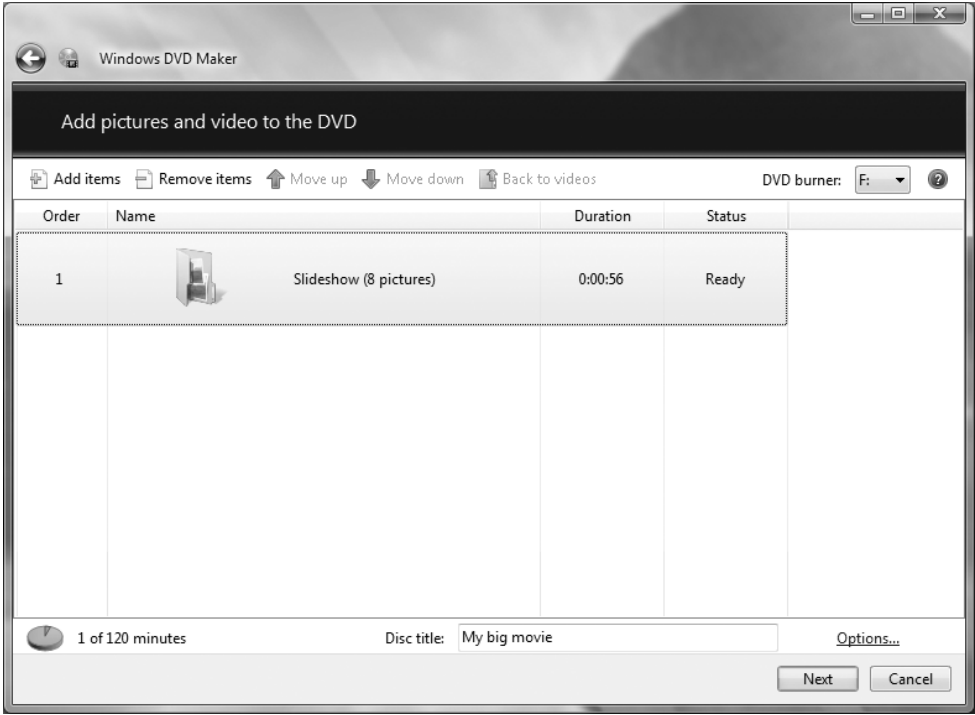 Windows DVD Maker
Add pictures and video to the DVD
Add items Remove items Move up Move down Back to videos DVD burner: F:
Order Name Duration Status
1 Slideshow (8 pictures) 0:00:56 Ready
1 of 120 minutes Disc title: My big movie Options...
Next Cancel